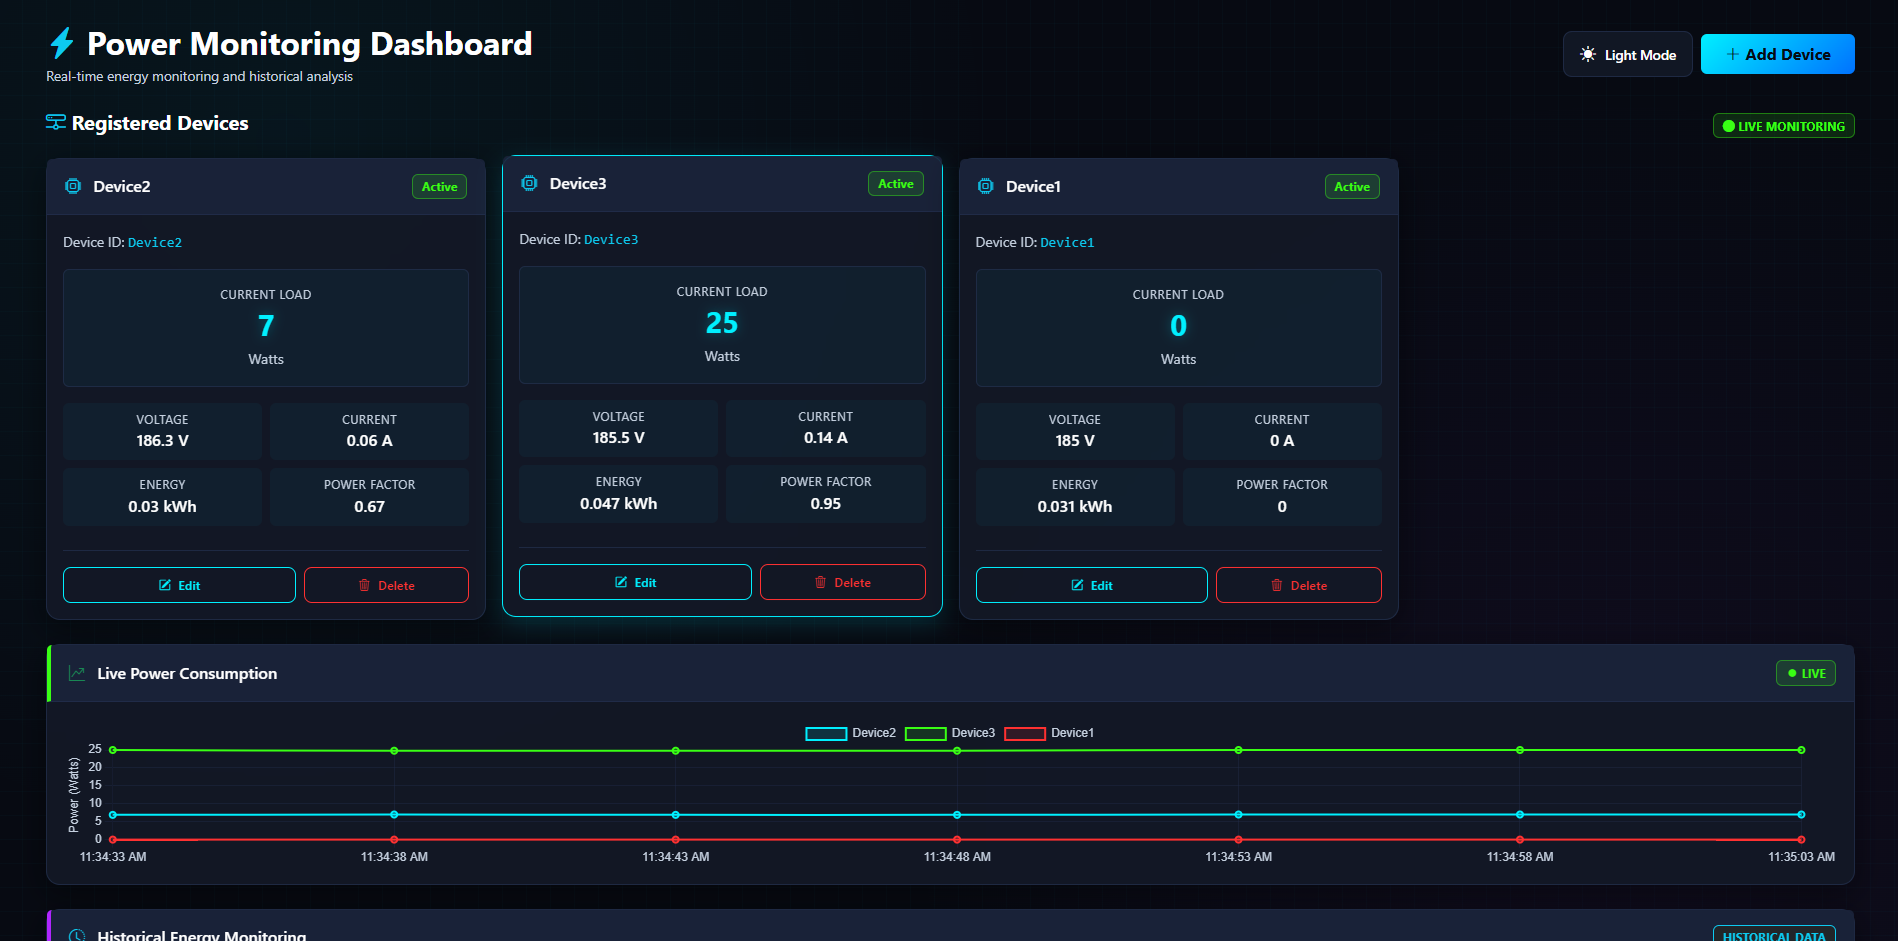 Power Monitoring Dashboard
Real-time energy monitoring and historical analysis
Light Mode
+ Add Device
Registered Devices
LIVE MONITORING
Device2
Active
Device ID: Device2
CURRENT LOAD
7
Watts
VOLTAGE
186.3 V
CURRENT
0.06 A
ENERGY
0.03 kWh
POWER FACTOR
0.67
Edit
Delete
Device3
Active
Device ID: Device3
CURRENT LOAD
25
Watts
VOLTAGE
185.5 V
CURRENT
0.14 A
ENERGY
0.047 kWh
POWER FACTOR
0.95
Edit
Delete
Device1
Active
Device ID: Device1
CURRENT LOAD
0
Watts
VOLTAGE
185 V
CURRENT
0 A
ENERGY
0.031 kWh
POWER FACTOR
0
Edit
Delete
Live Power Consumption
LIVE
Device2 Device3 Device1
Power (Watts)
25
20
15
10
5
0
11:34:33 AM 11:34:38 AM 11:34:43 AM 11:34:48 AM 11:34:53 AM 11:34:58 AM 11:35:03 AM
Historical Energy Monitoring
HISTORICAL DATA